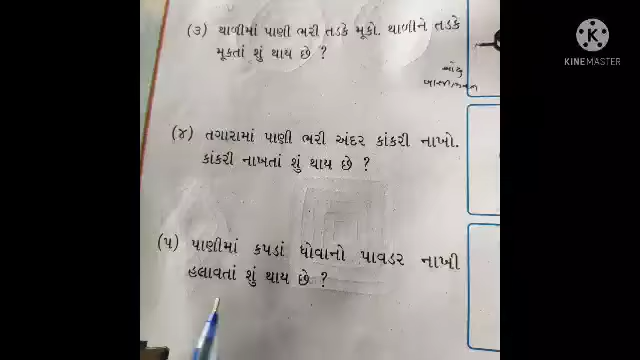 (૩) થાળીમાં પાણી ભરી તડકે મૂકો. થાળીને તડકે
મૂકતાં શું થાય છે ?
KINEMASTER
(૪) તગારામાં પાણી ભરી અંદર કાંકરી નાખો.
કાંકરી નાખતાં શું થાય છે ?
(૫) પાણીમાં કપડાં ધોવાનો પાવડર નાખી
હલાવતાં શું થાય છે ?